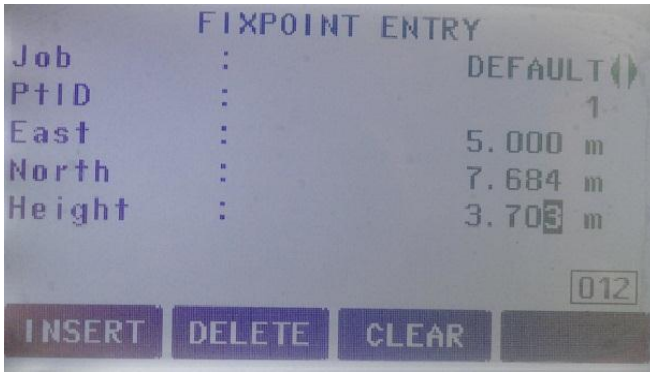 FIXPOINT ENTRY
Job : DEFAULT
PtID : 1
East : 5.000 m
North : 7.684 m
Height : 3.703 m
012
INSERT DELETE CLEAR